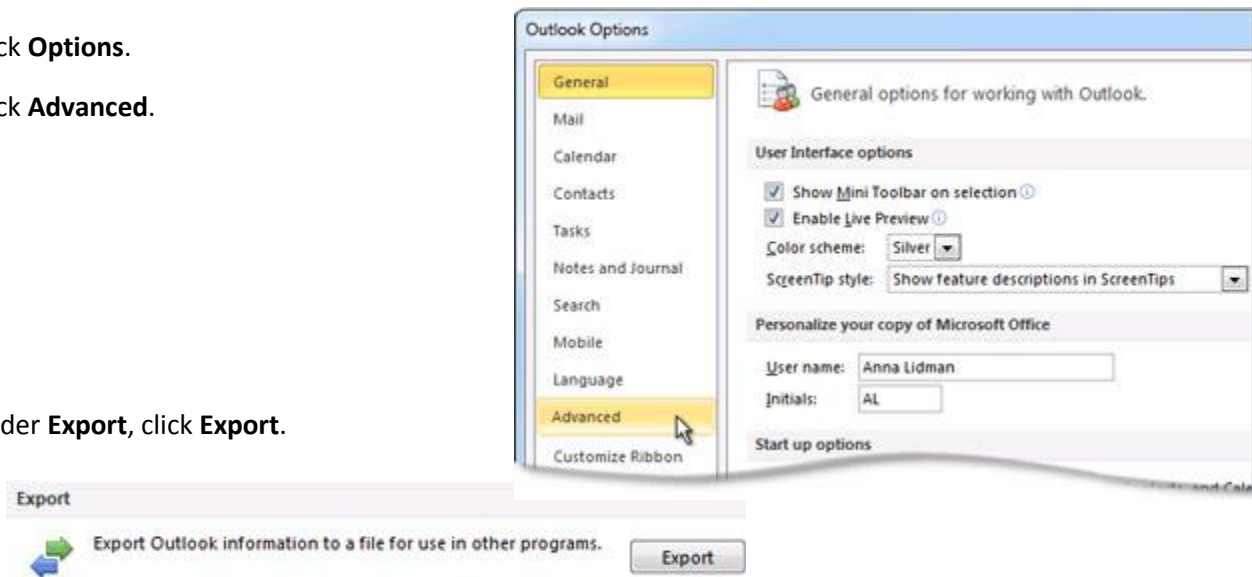 ck Options.
ck Advanced.
Outlook Options
General
Mail
Calendar
Contacts
Tasks
Notes and Journal
Search
Mobile
Language
Advanced
Customize Ribbon
General options for working with Outlook.
User Interface options
Show Mini Toolbar on selection
Enable Live Preview
Color scheme: Silver
ScreenTip style: Show feature descriptions in ScreenTips
Personalize your copy of Microsoft Office
User name: Anna Lidman
Initials: AL
Start up options
and Cale
der Export, click Export.
Export
Export Outlook information to a file for use in other programs. Export